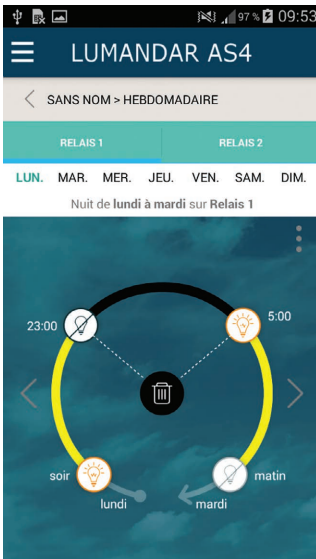 97 % 09:53
LUMANDAR AS4
SANS NOM > HEBDOMADAIRE
RELAIS 1 RELAIS 2
LUN. MAR. MER. JEU. VEN. SAM. DIM.
Nuit de lundi à mardi sur Relais 1
23:00 5:00
soir matin
lundi mardi